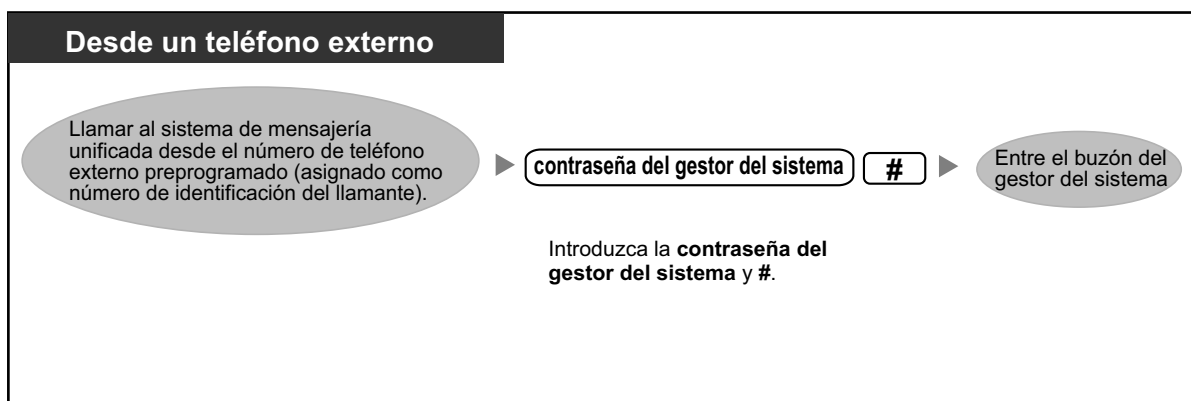 Desde un teléfono externo
Llamar al sistema de mensajería
unificada desde el número de teléfono
externo preprogramado (asignado como
número de identificación del llamante).
contraseña del gestor del sistema #
Entre el buzón del
gestor del sistema
Introduzca la contraseña del
gestor del sistema y #.